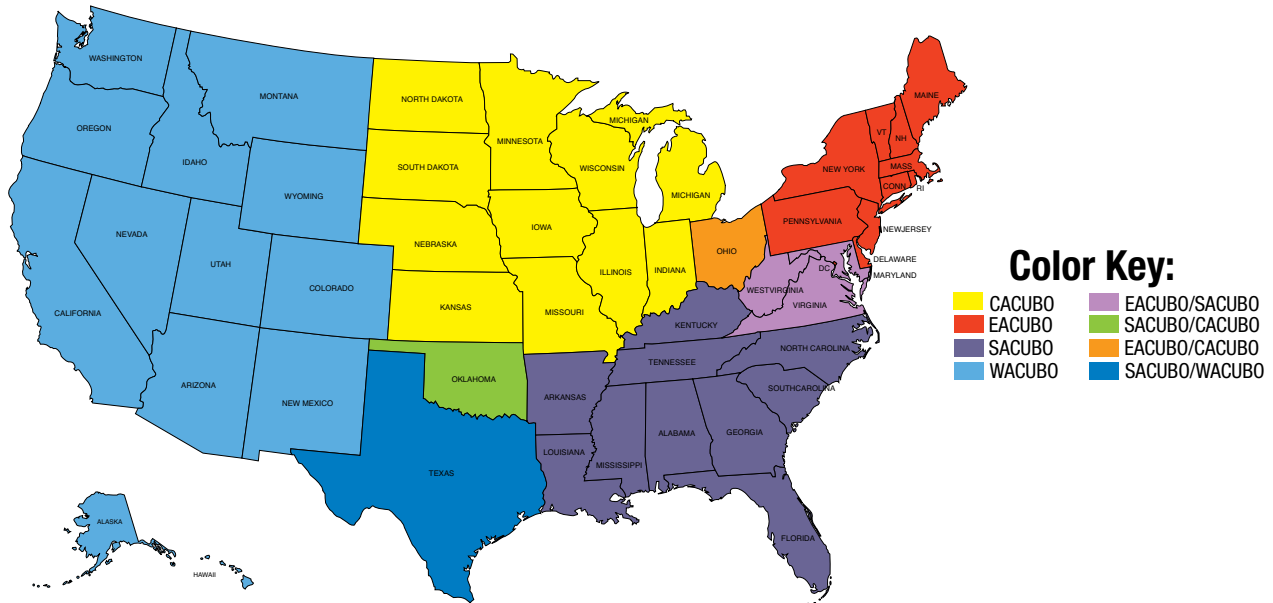 WASHINGTON
MONTANA
NORTH DAKOTA
MINNESOTA
MICHIGAN
MAINE
OREGON
IDAHO
SOUTH DAKOTA
WISCONSIN
MICHIGAN
VT
NH
NEW YORK
MASS
CONN
RI
WYOMING
NEVADA
UTAH
COLORADO
NEBRASKA
IOWA
ILLINOIS
INDIANA
OHIO
PENNSYLVANIA
NEWJERSEY
DELAWARE
MARYLAND
DC
WESTVIRGINIA
VIRGINIA
CALIFORNIA
KANSAS
MISSOURI
KENTUCKY
ARIZONA
NEW MEXICO
OKLAHOMA
ARKANSAS
TENNESSEE
NORTH CAROLINA
SOUTHCAROLINA
TEXAS
LOUISIANA
MISSISSIPPI
ALABAMA
GEORGIA
FLORIDA
ALASKA
HAWAII
Color Key:
CACUBO
EACUBO
SACUBO
WACUBO
EACUBO/SACUBO
SACUBO/CACUBO
EACUBO/CACUBO
SACUBO/WACUBO